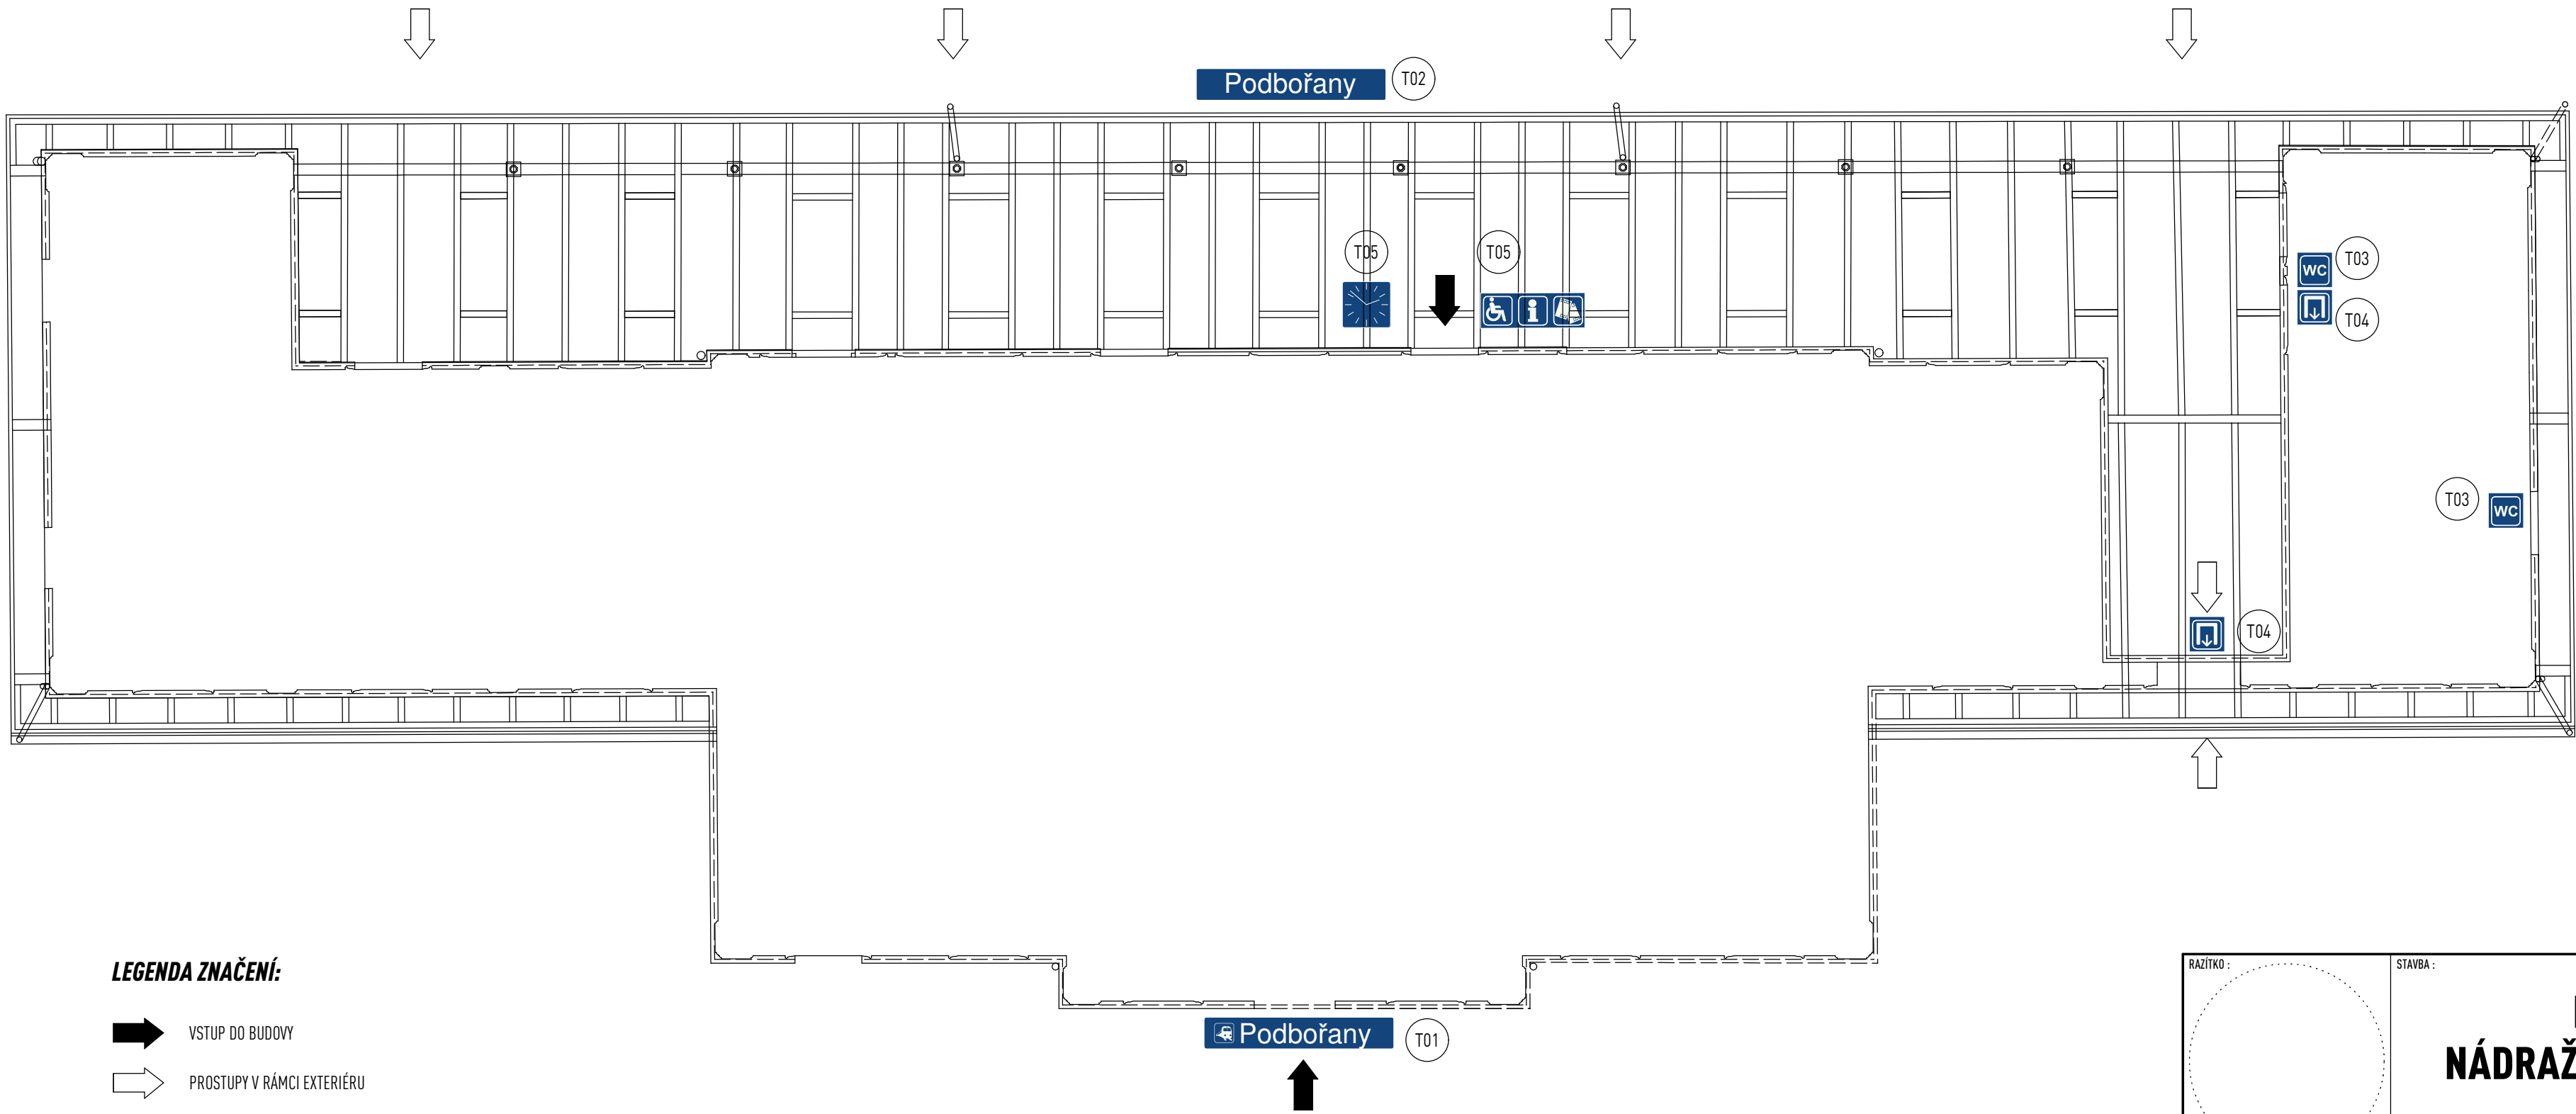 Podbořany
T02
T05
T05
WC
T03
T04
T03
WC
T04
LEGENDA ZNAČENÍ:
VSTUP DO BUDOVY
PROSTUPY V RÁMCI EXTERIÉRU
Podbořany
T01
RAZÍTKO :
STAVBA :